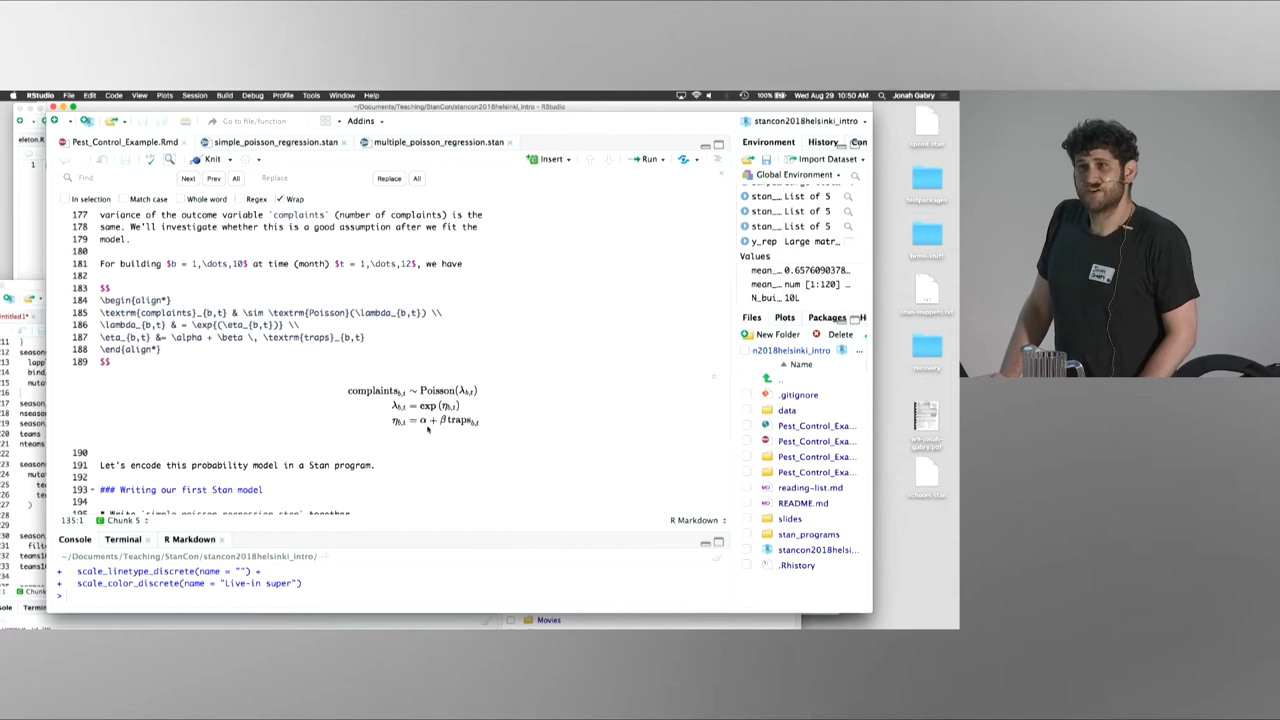 RStudio File Edit Code View Plots Session Build Debug Profile Tools Window Help
100% Wed Aug 29 10:50 AM Jonah Gabry
~/Documents/Teaching/StanCon/stancon2018helsinki_intro - RStudio
Go to file/function Addins stancon2018helsinki_intro
Pest_Control_Example.Rmd simple_poisson_regression.stan multiple_poisson_regression.stan
Environment History Con
Knit Insert Run Import Dataset
Find Next Prev All Replace Replace All
Global Environment
In selection Match case Whole word Regex Wrap
177 variance of the outcome variable `complaints` (number of complaints) is the
178 same. We'll investigate whether this is a good assumption after we fit the
179 model.
180
181 For building $b = 1,\dots,10$ at time (month) $t = 1,\dots,12$, we have
182
183 $$
184 \begin{align*}
185 \textrm{complaints}_{b,t} & \sim \textrm{Poisson}(\lambda_{b,t}) \\
186 \lambda_{b,t} & = \exp{(\eta_{b,t})} \\
187 \eta_{b,t} &= \alpha + \beta \, \textrm{traps}_{b,t}
188 \end{align*}
189 $$
complaints_{b,t} ∼ Poisson(λ_{b,t})
λ_{b,t} = exp (η_{b,t})
η_{b,t} = α + β traps_{b,t}
190
191 Let's encode this probability model in a Stan program.
192
193 ### Writing our first Stan model
194
135:1 Chunk 5 R Markdown
Console Terminal R Markdown
~/Documents/Teaching/StanCon/stancon2018helsinki_intro/
+ scale_linetype_discrete(name = "") +
+ scale_color_discrete(name = "Live-in super")
>
stan_… List of 5
stan_… List of 5
stan_… List of 5
y_rep Large matr…
Values
mean_… 0.6576090378…
mean_… num [1:120] …
N_bui… 10L
Files Plots Packages H
New Folder Delete
n2018helsinki_intro ...
Name
..
.gitignore
data
Pest_Control_Exa...
Pest_Control_Exa...
Pest_Control_Exa...
Pest_Control_Exa...
reading-list.md
README.md
slides
stan_programs
stancon2018helsi...
.Rhistory
Movies
recovery
schools.stan